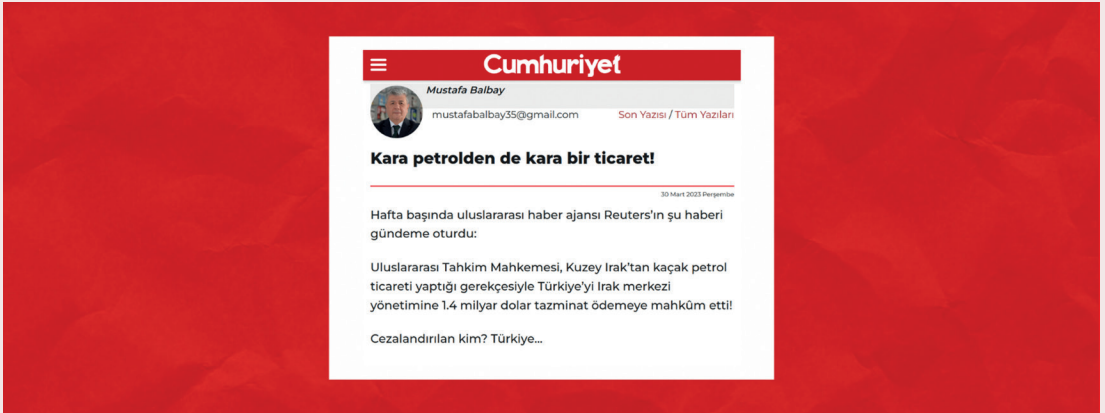 Cumhuriyet
Mustafa Balbay
mustafabalbay35@gmail.com Son Yazısı / Tüm Yazıları
Kara petrolden de kara bir ticaret!
30 Mart 2023 Perşembe
Hafta başında uluslararası haber ajansı Reuters'ın şu haberi
gündeme oturdu:
Uluslararası Tahkim Mahkemesi, Kuzey Irak'tan kaçak petrol
ticareti yaptığı gerekçesiyle Türkiye'yi Irak merkezi
yönetimine 1.4 milyar dolar tazminat ödemeye mahkûm etti!
Cezalandırılan kim? Türkiye...